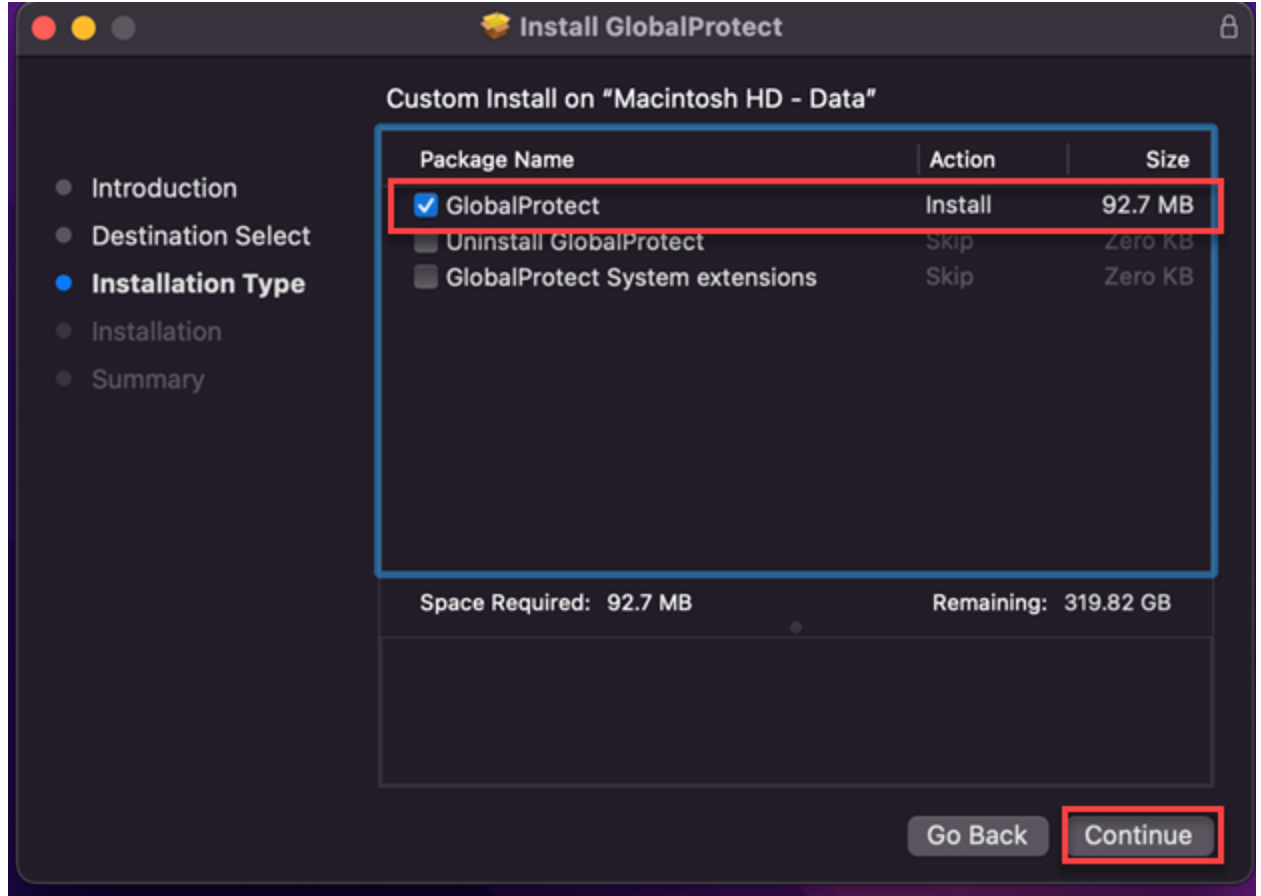 Install GlobalProtect
Custom Install on “Macintosh HD - Data”
Introduction
Destination Select
Installation Type
Installation
Summary
Package Name Action Size
GlobalProtect Install 92.7 MB
Uninstall GlobalProtect Skip Zero KB
GlobalProtect System extensions Skip Zero KB
Space Required: 92.7 MB Remaining: 319.82 GB
Go Back Continue